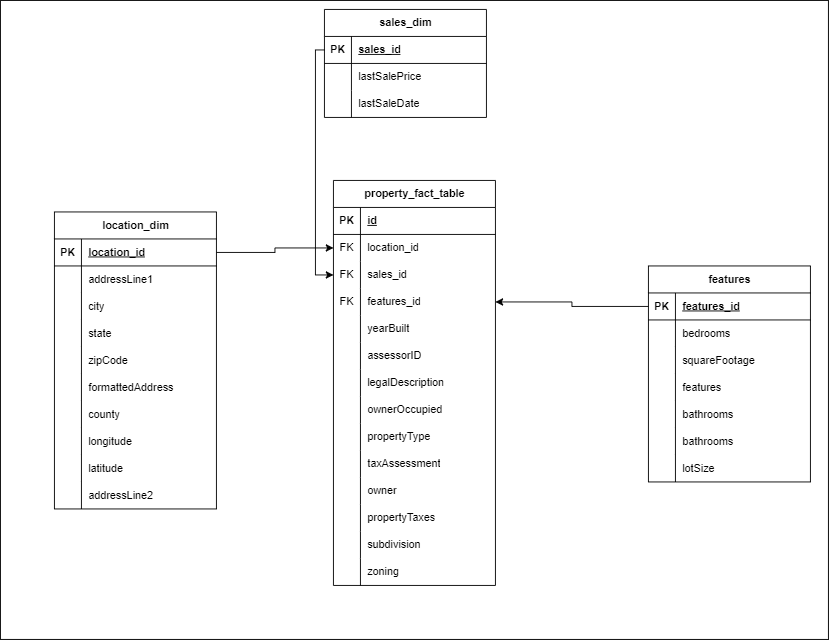 sales_dim
PK sales_id
lastSalePrice
lastSaleDate
property_fact_table
PK id
FK location_id
FK sales_id
FK features_id
yearBuilt
assessorID
legalDescription
ownerOccupied
propertyType
taxAssessment
owner
propertyTaxes
subdivision
zoning
location_dim
PK location_id
addressLine1
city
state
zipCode
formattedAddress
county
longitude
latitude
addressLine2
features
PK features_id
bedrooms
squareFootage
features
bathrooms
bathrooms
lotSize